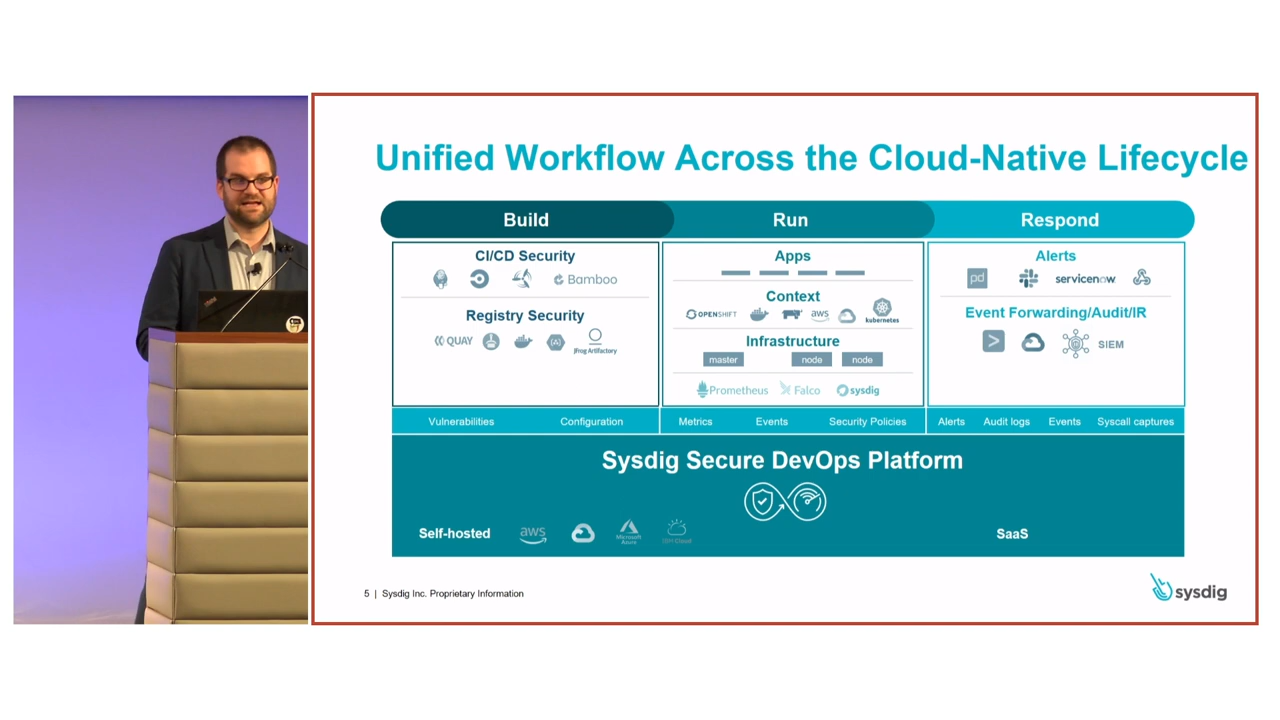 Unified Workflow Across the Cloud-Native Lifecycle
Build Run Respond
CI/CD Security
Bamboo
Registry Security
QUAY JFrog Artifactory
Apps
Context
OPENSHIFT aws kubernetes
Infrastructure
master node node
Prometheus Falco sysdig
Alerts
pd servicenow
Event Forwarding/Audit/IR
> SIEM
Vulnerabilities Configuration Metrics Events Security Policies Alerts Audit logs Events Syscall captures
Sysdig Secure DevOps Platform
Self-hosted aws Microsoft Azure IBM Cloud SaaS
5 | Sysdig Inc. Proprietary Information
sysdig